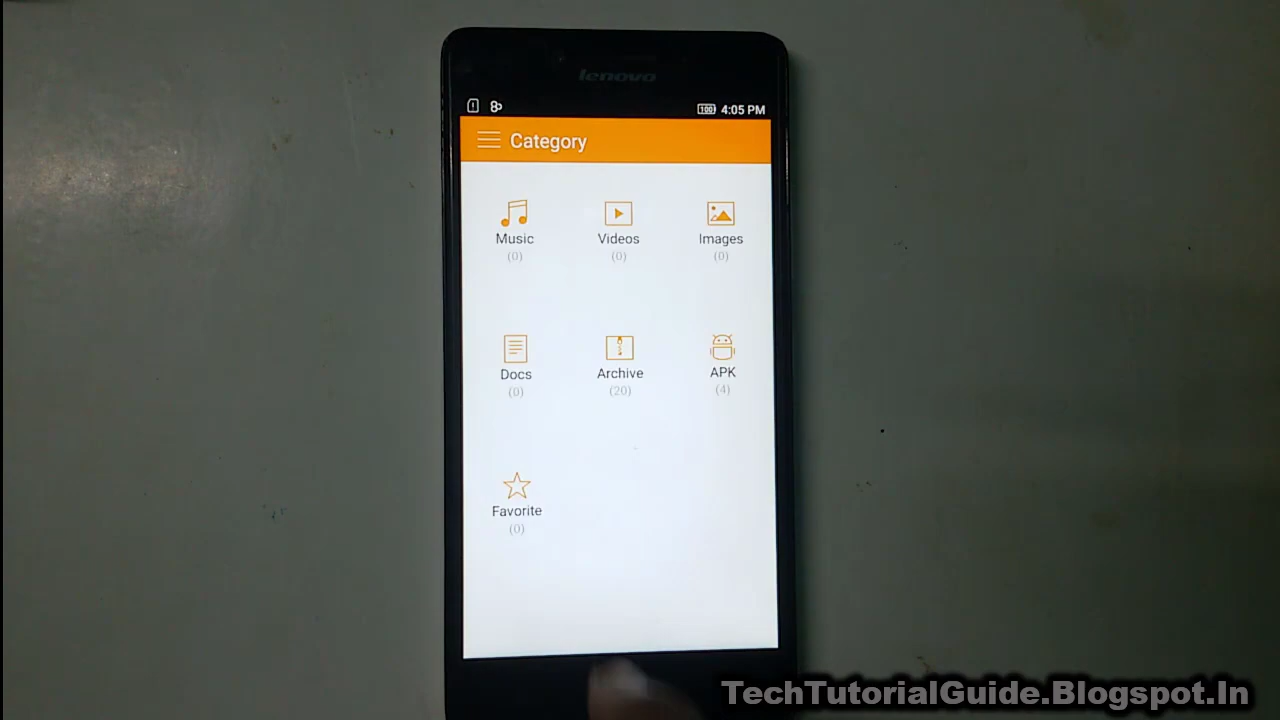 lenovo
100 4:05 PM
Category
Music Videos Images
(0) (0) (0)
Docs Archive APK
(0) (20) (4)
Favorite
(0)
TechTutorialGuide.Blogspot.In